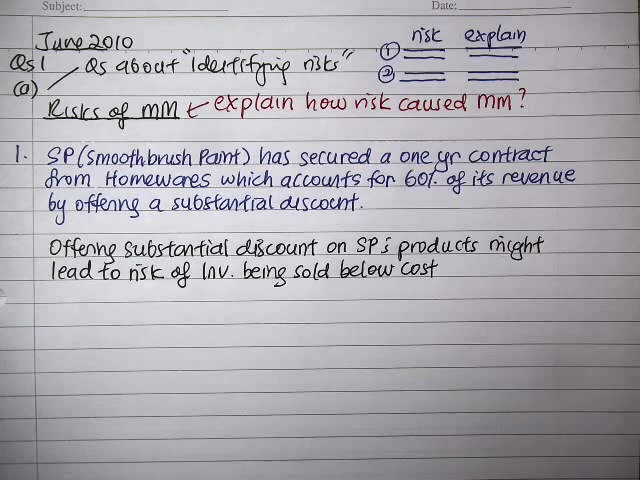 Subject:
Date:
June 2010
risk explain
Qs 1 Qs about "identifying risks" ①
(a) ②
Risks of MM ← explain how risk caused MM?
1. SP (Smoothbrush Paint) has secured a one yr contract
from Homewares which accounts for 60% of its revenue
by offering a substantial discount.
Offering substantial discount on SP's products might
lead to risk of Inv. being sold below cost